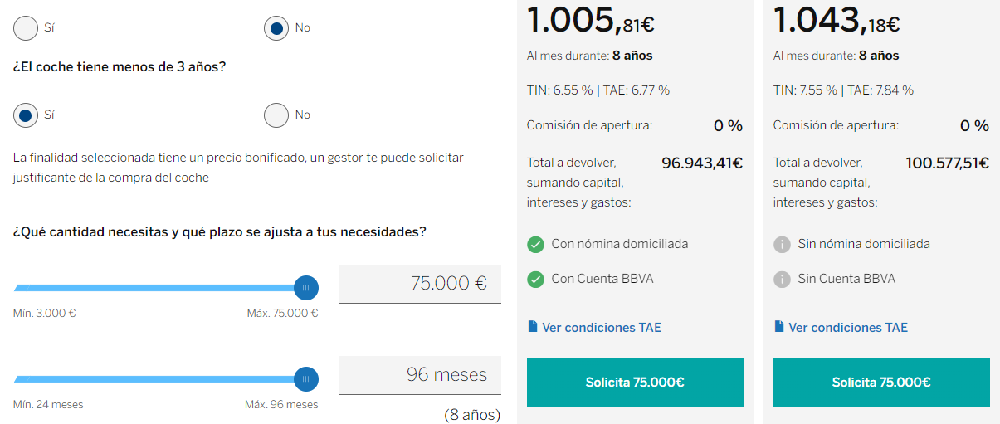 Sí
No
¿El coche tiene menos de 3 años?
Sí
No
La finalidad seleccionada tiene un precio bonificado, un gestor te puede solicitar
justificante de la compra del coche
¿Qué cantidad necesitas y qué plazo se ajusta a tus necesidades?
75.000 €
Mín. 3.000 €
Máx. 75.000 €
96 meses
Mín. 24 meses
Máx. 96 meses
(8 años)
1.005,81€
Al mes durante: 8 años
TIN: 6.55 % | TAE: 6.77 %
Comisión de apertura:
0 %
Total a devolver,
96.943,41€
sumando capital,
intereses y gastos:
Con nómina domiciliada
Con Cuenta BBVA
Ver condiciones TAE
Solicita 75.000€
1.043,18€
Al mes durante: 8 años
TIN: 7.55 % | TAE: 7.84 %
Comisión de apertura:
0 %
Total a devolver,
100.577,51€
sumando capital,
intereses y gastos:
Sin nómina domiciliada
Sin Cuenta BBVA
Ver condiciones TAE
Solicita 75.000€